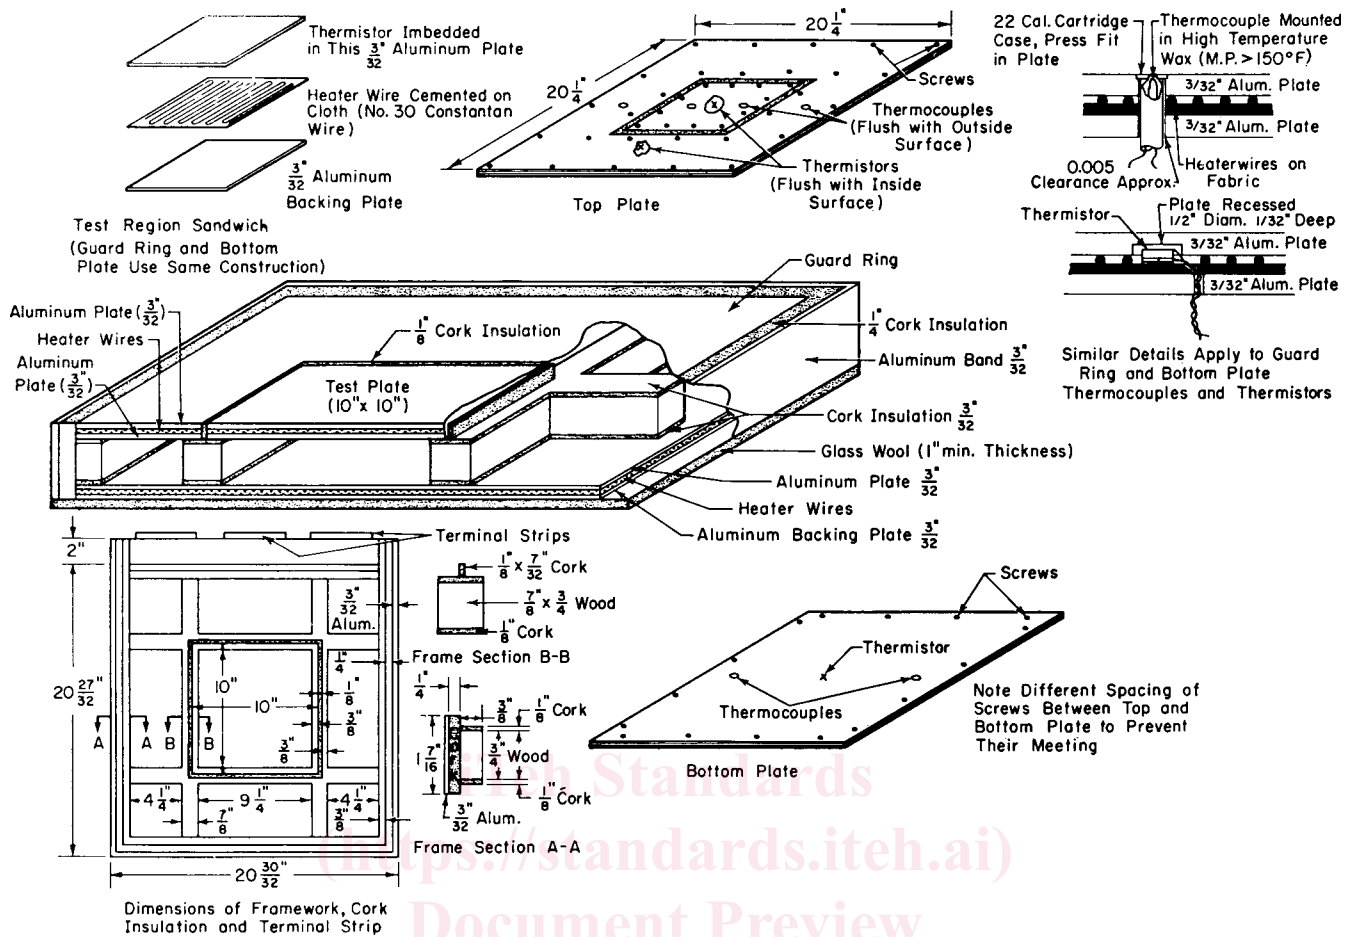 Thermistor Imbedded
in This 3/32" Aluminum Plate
Heater Wire Cemented on
Cloth (No. 30 Constantan
Wire)
3/32" Aluminum
Backing Plate
Test Region Sandwich
(Guard Ring and Bottom
Plate Use Same Construction)
20 1/4"
20 1/4"
Screws
Thermocouples
(Flush with Outside
Surface)
Thermistors
(Flush with Inside
Surface)
Top Plate
22 Cal. Cartridge
Case, Press Fit
in Plate
Thermocouple Mounted
in High Temperature
Wax (M.P. > 150°F)
3/32" Alum. Plate
3/32" Alum. Plate
0.005
Clearance Approx.
Heaterwires on
Fabric
Thermistor
Plate Recessed
1/2" Diam. 1/32" Deep
3/32" Alum. Plate
3/32" Alum. Plate
Similar Details Apply to Guard
Ring and Bottom Plate
Thermocouples and Thermistors
Guard Ring
Aluminum Plate (3/32")
Heater Wires
Aluminum
Plate (3/32")
1/8" Cork Insulation
Test Plate
(10" x 10")
1/4" Cork Insulation
Aluminum Band 3/32"
Cork Insulation 3/32"
Glass Wool (1" min. Thickness)
Aluminum Plate 3/32"
Heater Wires
Aluminum Backing Plate 3/32"
2"
Terminal Strips
3/32"
Alum.
1/4"
10"
10"
1/8"
3/8"
3/8"
20 27/32"
A A B B
4 1/4" 9 1/4" 4 1/4"
7/8"
3/8"
20 30/32"
Dimensions of Framework, Cork
Insulation and Terminal Strip
1/8" x 7/32" Cork
7/8" x 3/4" Wood
1/8" Cork
Frame Section B-B
1/4"
3/8"
1/8" Cork
1 7/16"
3/4" Wood
1/8" Cork
3/32" Alum.
Frame Section A-A
Screws
Thermistor
Thermocouples
Bottom Plate
Note Different Spacing of
Screws Between Top and
Bottom Plate to Prevent
Their Meeting
iTeh Standards
(https://standards.iteh.ai)
Document Preview